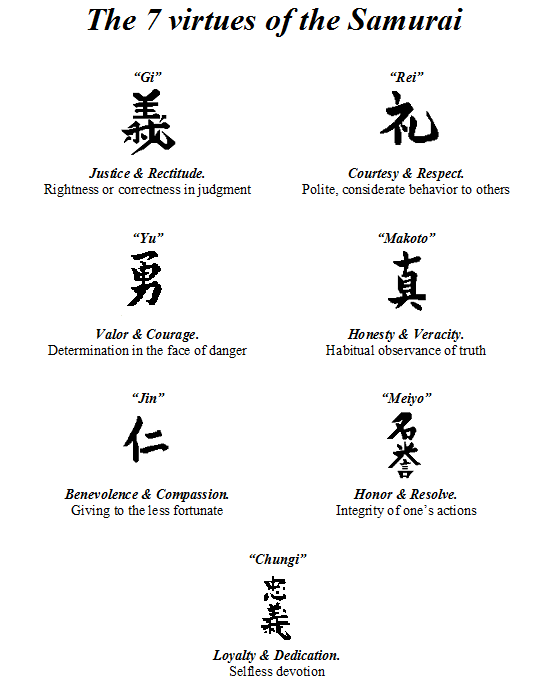 The 7 virtues of the Samurai
“Gi”
義
Justice & Rectitude.
Rightness or correctness in judgment
“Rei”
礼
Courtesy & Respect.
Polite, considerate behavior to others
“Yu”
勇
Valor & Courage.
Determination in the face of danger
“Makoto”
真
Honesty & Veracity.
Habitual observance of truth
“Jin”
仁
Benevolence & Compassion.
Giving to the less fortunate
“Meiyo”
名
誉
Honor & Resolve.
Integrity of one’s actions
“Chungi”
忠
義
Loyalty & Dedication.
Selfless devotion